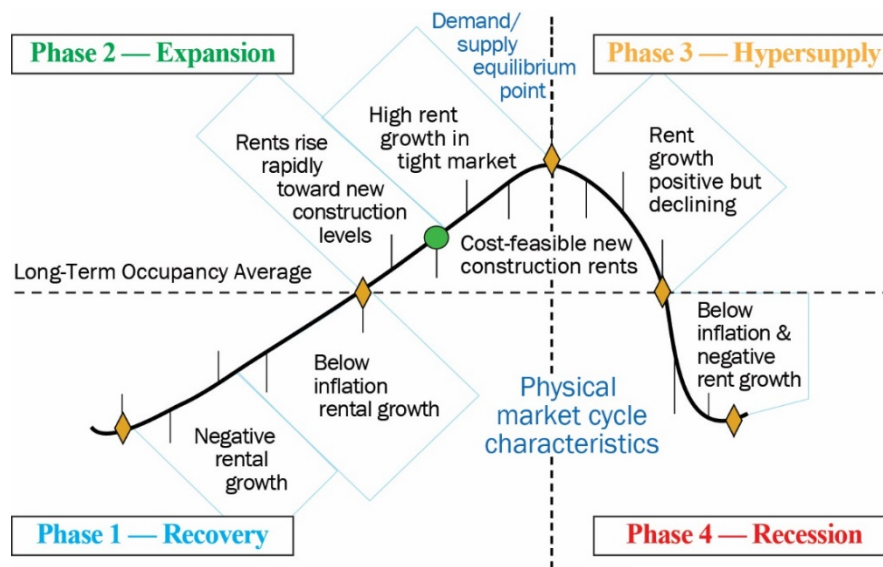 Phase 2 — Expansion
Demand/
supply
equilibrium
point
Phase 3 — Hypersupply
High rent
growth in
tight market
Rents rise
rapidly
toward new
construction
levels
Rent
growth
positive but
declining
Cost-feasible new
construction rents
Long-Term Occupancy Average
Below
inflation
rental growth
Below
inflation &
negative
rent growth
Physical
market cycle
characteristics
Negative
rental
growth
Phase 1 — Recovery
Phase 4 — Recession